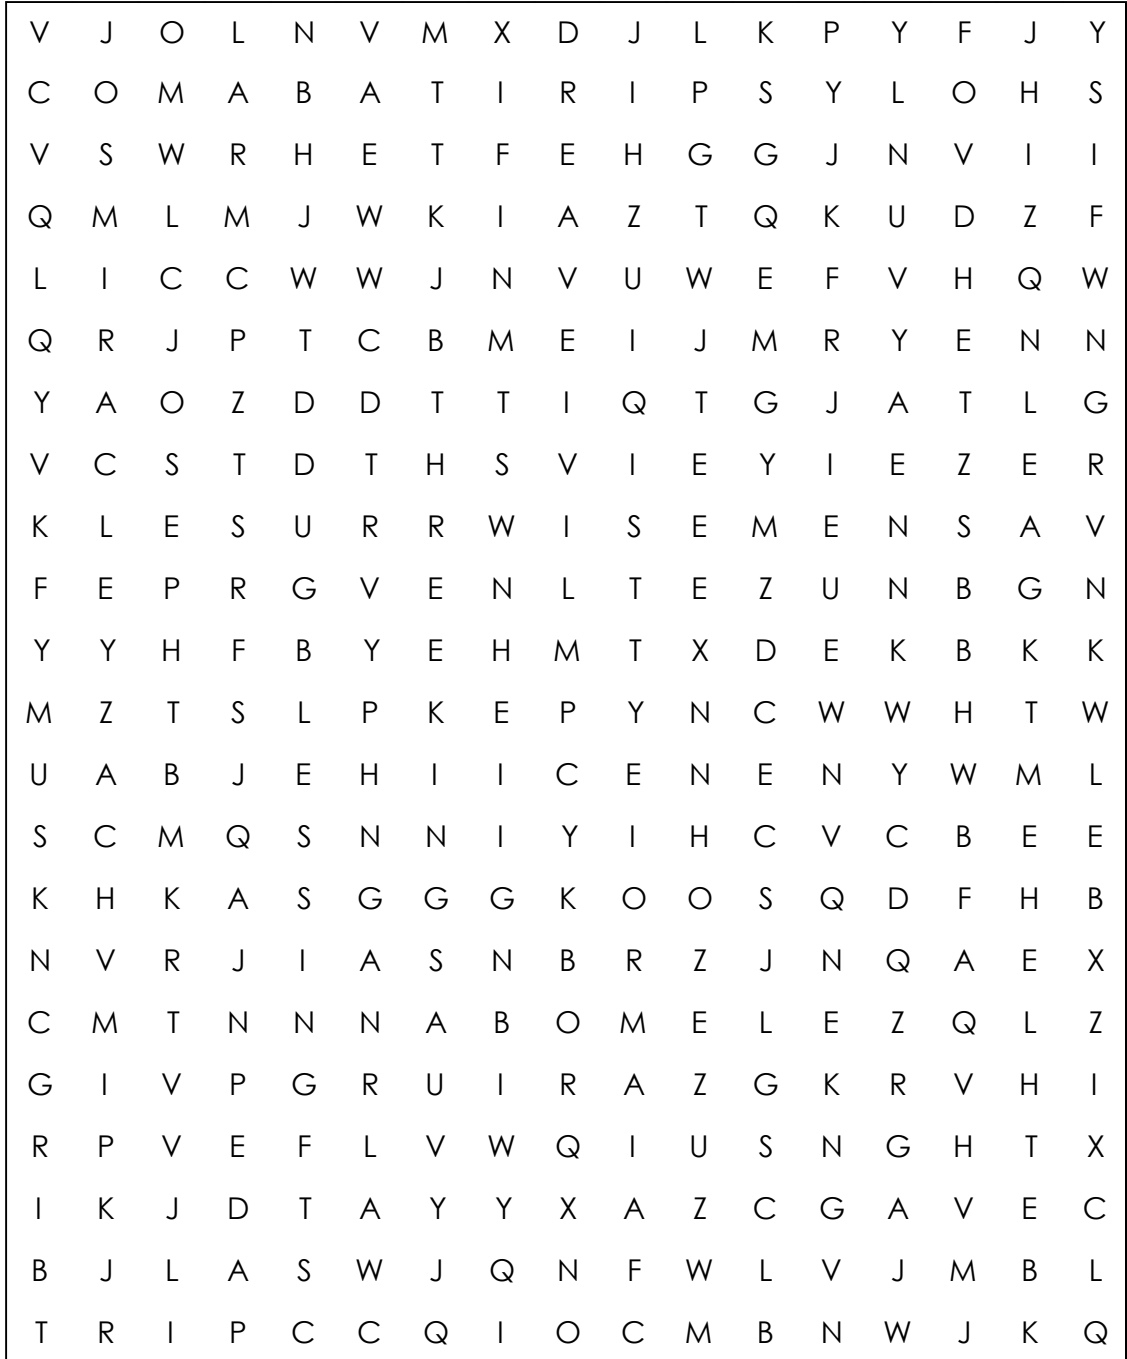 V J O L N V M X D J L K P Y F J Y
C O M A B A T I R I P S Y L O H S
V S W R H E T F E H G G J N V I I
Q M L M J W K I A Z T Q K U D Z F
L I C C W W J N V U W E F V H Q W
Q R J P T C B M E I J M R Y E N N
Y A O Z D D T T I Q T G J A T L G
V C S T D T H S V I E Y I E Z E R
K L E S U R R W I S E M E N S A V
F E P R G V E N L T E Z U N B G N
Y Y H F B Y E H M T X D E K B K K
M Z T S L P K E P Y N C W W H T W
U A B J E H I I C E N E N Y W M L
S C M Q S N N I Y I H C V C B E E
K H K A S G G G K O O S Q D F H B
N V R J I A S N B R Z J N Q A E X
C M T N N N A B O M E L E Z Q L Z
G I V P G R U I R A Z G K R V H I
R P V E F L V W Q I U S N G H T X
I K J D T A Y Y X A Z C G A V E C
B J L A S W J Q N F W L V J M B L
T R I P C C Q I O C M B N W J K Q